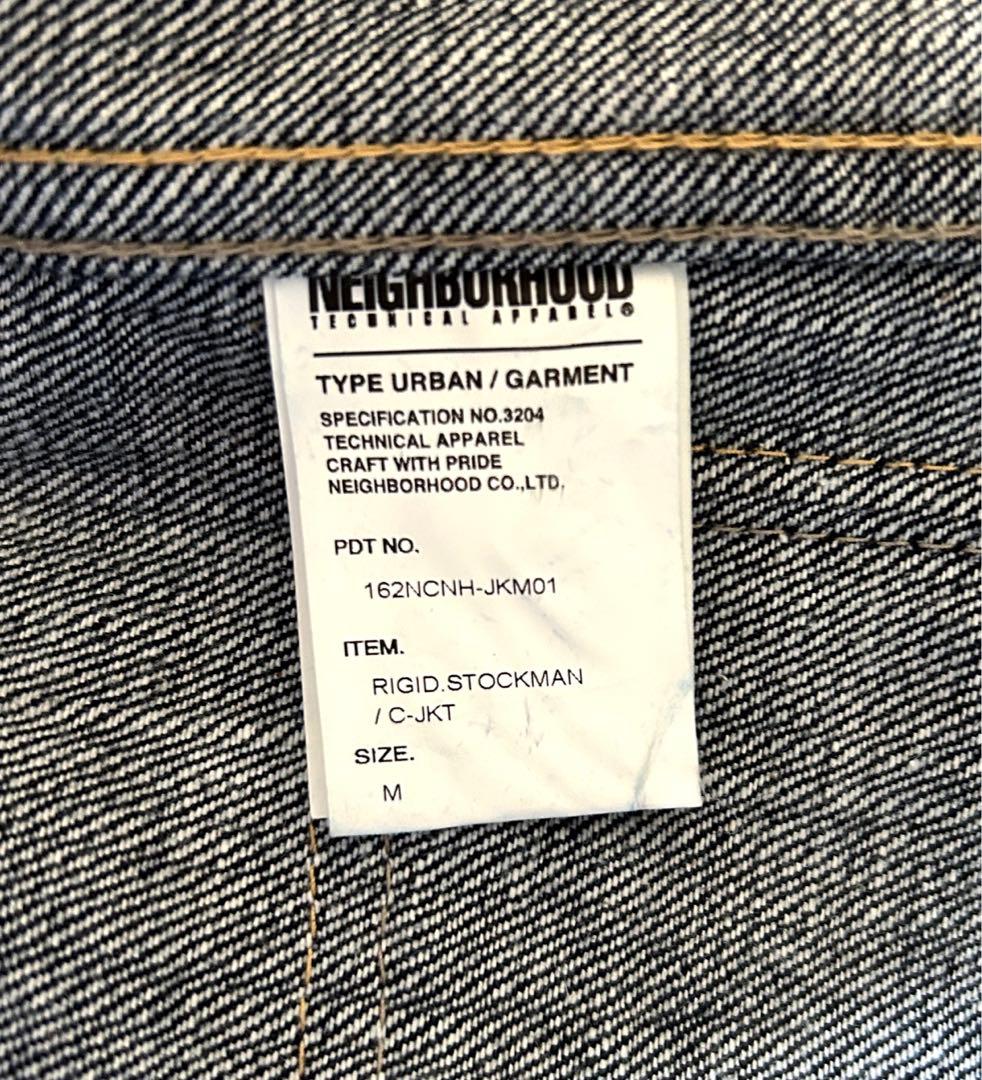 NEIGHBORHOOD
TECHNICAL APPAREL®
TYPE URBAN / GARMENT
SPECIFICATION NO.3204
TECHNICAL APPAREL
CRAFT WITH PRIDE
NEIGHBORHOOD CO.,LTD.
PDT NO.
162NCNH-JKM01
ITEM.
RIGID.STOCKMAN
/ C-JKT
SIZE.
M